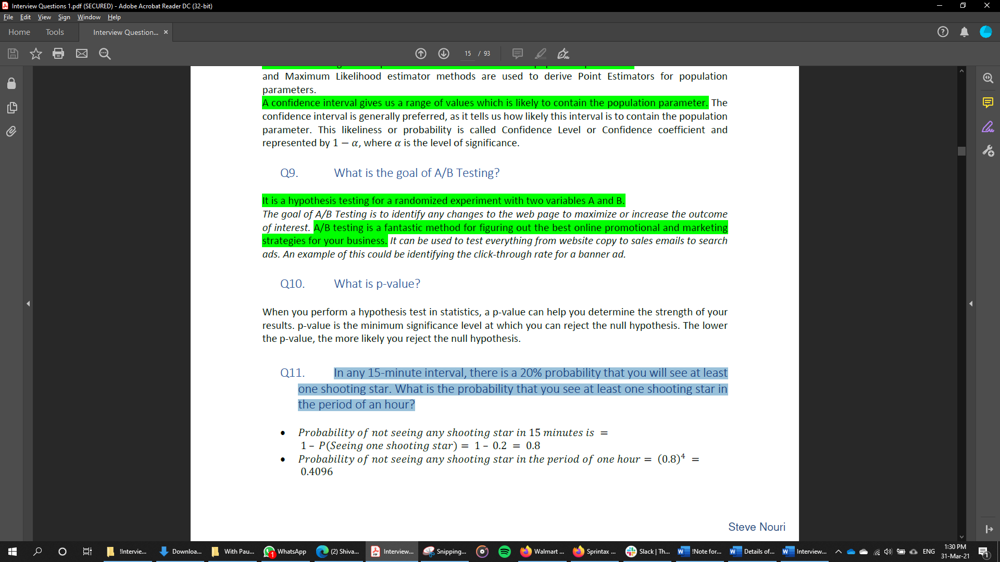 Interview Questions 1.pdf (SECURED) - Adobe Acrobat Reader DC (32-bit)
File Edit View Sign Window Help
Home Tools Interview Question... ×
15 / 93
and Maximum Likelihood estimator methods are used to derive Point Estimators for population
parameters.
A confidence interval gives us a range of values which is likely to contain the population parameter. The
confidence interval is generally preferred, as it tells us how likely this interval is to contain the population
parameter. This likeliness or probability is called Confidence Level or Confidence coefficient and
represented by 1 − α, where α is the level of significance.
Q9. What is the goal of A/B Testing?
It is a hypothesis testing for a randomized experiment with two variables A and B.
The goal of A/B Testing is to identify any changes to the web page to maximize or increase the outcome
of interest. A/B testing is a fantastic method for figuring out the best online promotional and marketing
strategies for your business. It can be used to test everything from website copy to sales emails to search
ads. An example of this could be identifying the click-through rate for a banner ad.
Q10. What is p-value?
When you perform a hypothesis test in statistics, a p-value can help you determine the strength of your
results. p-value is the minimum significance level at which you can reject the null hypothesis. The lower
the p-value, the more likely you reject the null hypothesis.
Q11. In any 15-minute interval, there is a 20% probability that you will see at least
one shooting star. What is the probability that you see at least one shooting star in
the period of an hour?
• Probability of not seeing any shooting star in 15 minutes is =
1 – P(Seeing one shooting star) = 1 – 0.2 = 0.8
• Probability of not seeing any shooting star in the period of one hour = (0.8)⁴ =
0.4096
Steve Nouri
!Intervie... Downloa... With Pau... 1 WhatsApp (2) Shiva... Interview... Snipping... Walmart ... Sprintax ... Slack | Th... !Note for... Details of... Interview... ENG 1:30 PM
31-Mar-21 1